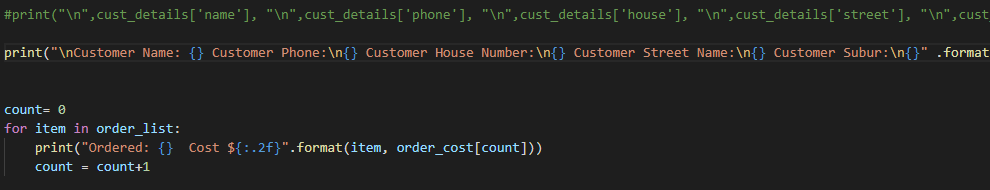 #print("\n",cust_details['name'], "\n",cust_details['phone'], "\n",cust_details['house'], "\n",cust_details['street'], "\n",cust
print("\nCustomer Name: {} Customer Phone:\n{} Customer House Number:\n{} Customer Street Name:\n{} Customer Subur:\n{}" .format
count= 0
for item in order_list:
    print("Ordered: {}  Cost ${:.2f}".format(item, order_cost[count]))
    count = count+1